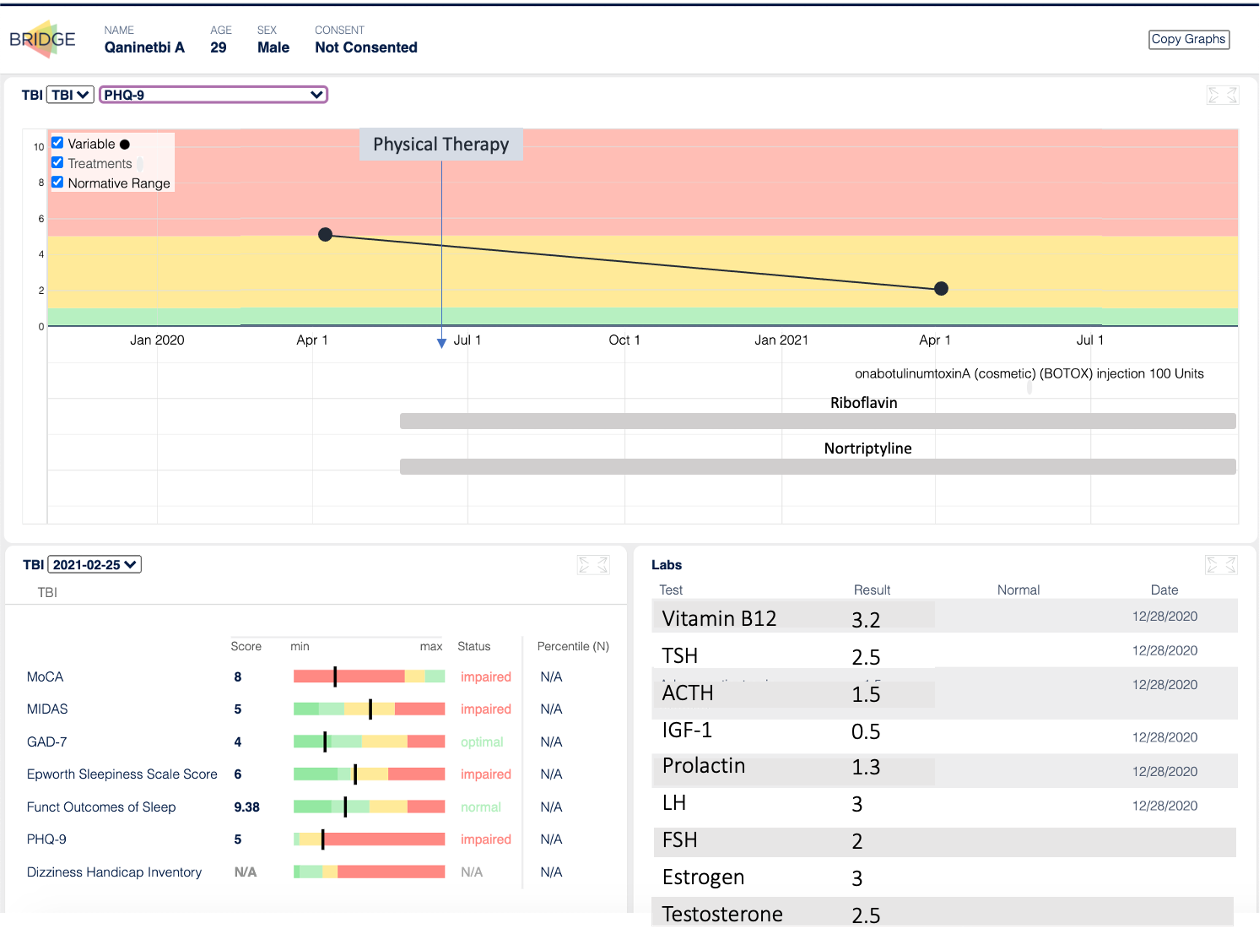 BRIDGE
NAME AGE SEX CONSENT
Qaninetbi A 29 Male Not Consented
Copy Graphs
TBI TBI PHQ-9
Variable
Treatments
Normative Range
Physical Therapy
10
8
6
4
2
0
Jan 2020 Apr 1 Jul 1 Oct 1 Jan 2021 Apr 1 Jul 1
onabotulinumtoxinA (cosmetic) (BOTOX) injection 100 Units
Riboflavin
Nortriptyline
TBI 2021-02-25
TBI
Score min max Status Percentile (N)
MoCA 8 impaired N/A
MIDAS 5 impaired N/A
GAD-7 4 optimal N/A
Epworth Sleepiness Scale Score 6 impaired N/A
Funct Outcomes of Sleep 9.38 normal N/A
PHQ-9 5 impaired N/A
Dizziness Handicap Inventory N/A N/A N/A
Labs
Test Result Normal Date
Vitamin B12 3.2 12/28/2020
TSH 2.5 12/28/2020
ACTH 1.5 12/28/2020
IGF-1 0.5 12/28/2020
Prolactin 1.3 12/28/2020
LH 3 12/28/2020
FSH 2
Estrogen 3
Testosterone 2.5